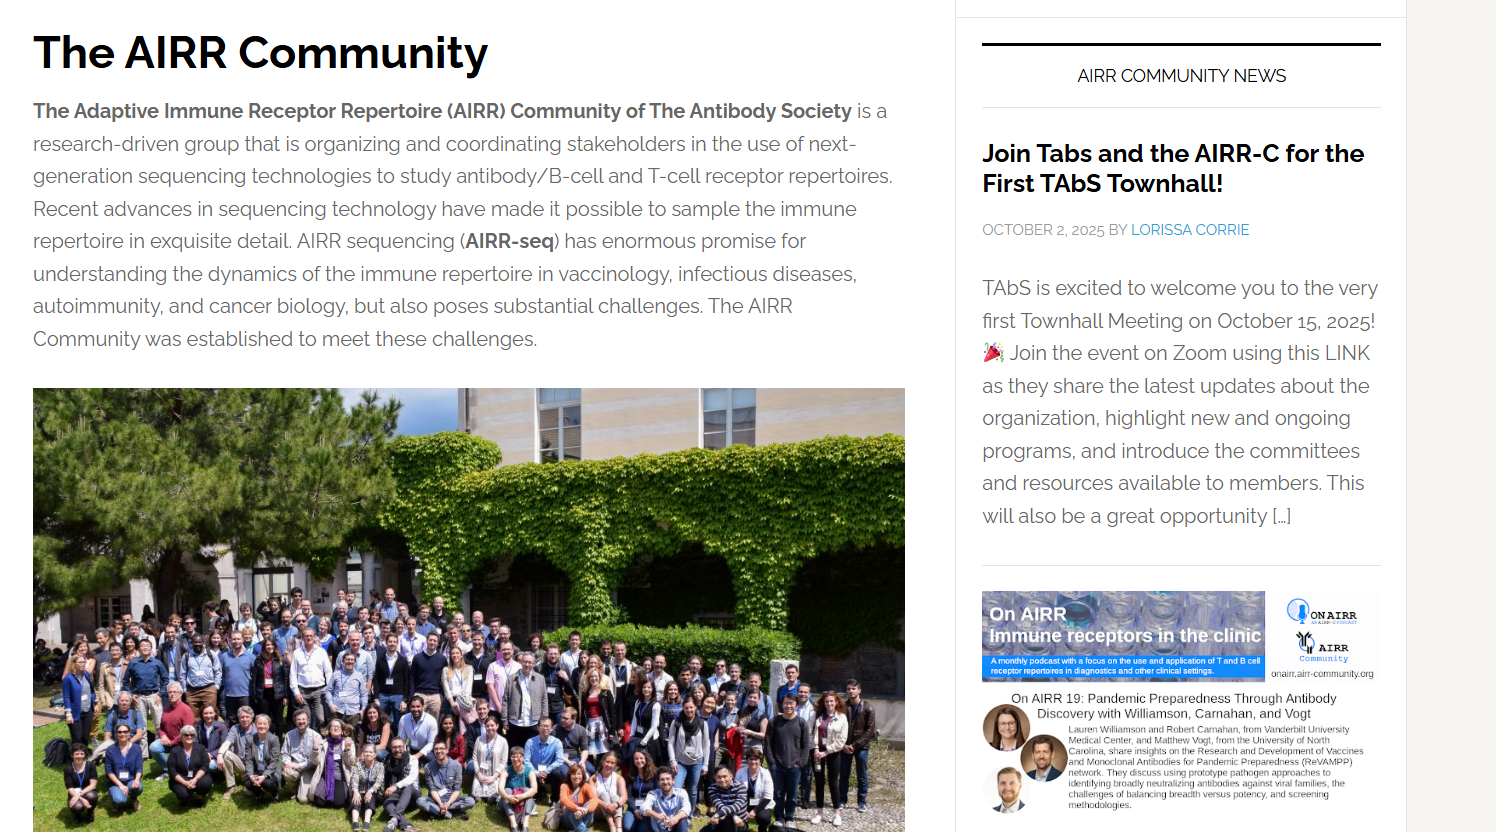 The AIRR Community
The Adaptive Immune Receptor Repertoire (AIRR) Community of The Antibody Society is a
research-driven group that is organizing and coordinating stakeholders in the use of next-
generation sequencing technologies to study antibody/B-cell and T-cell receptor repertoires.
Recent advances in sequencing technology have made it possible to sample the immune
repertoire in exquisite detail. AIRR sequencing (AIRR-seq) has enormous promise for
understanding the dynamics of the immune repertoire in vaccinology, infectious diseases,
autoimmunity, and cancer biology, but also poses substantial challenges. The AIRR
Community was established to meet these challenges.
AIRR COMMUNITY NEWS
Join Tabs and the AIRR-C for the
First TAbS Townhall!
OCTOBER 2, 2025 BY LORISSA CORRIE
TAbS is excited to welcome you to the very
first Townhall Meeting on October 15, 2025!
🎉 Join the event on Zoom using this LINK
as they share the latest updates about the
organization, highlight new and ongoing
programs, and introduce the committees
and resources available to members. This
will also be a great opportunity […]
On AIRR
Immune receptors in the clinic
A monthly podcast with a focus on the use and application of T and B cell
receptor repertoires in diagnostics and other clinical settings.
ON AIRR
AN AIRR-C PODCAST
AIRR
Community
onairr.airr-community.org
On AIRR 19: Pandemic Preparedness Through Antibody
Discovery with Williamson, Carnahan, and Vogt
Lauren Williamson and Robert Carnahan, from Vanderbilt University
Medical Center, and Matthew Vogt, from the University of North
Carolina, share insights on the Research and Development of Vaccines
and Monoclonal Antibodies for Pandemic Preparedness (ReVAMPP)
network. They discuss using prototype pathogen approaches to
identifying broadly neutralizing antibodies against viral families, the
challenges of balancing breadth versus potency, and screening
methodologies.